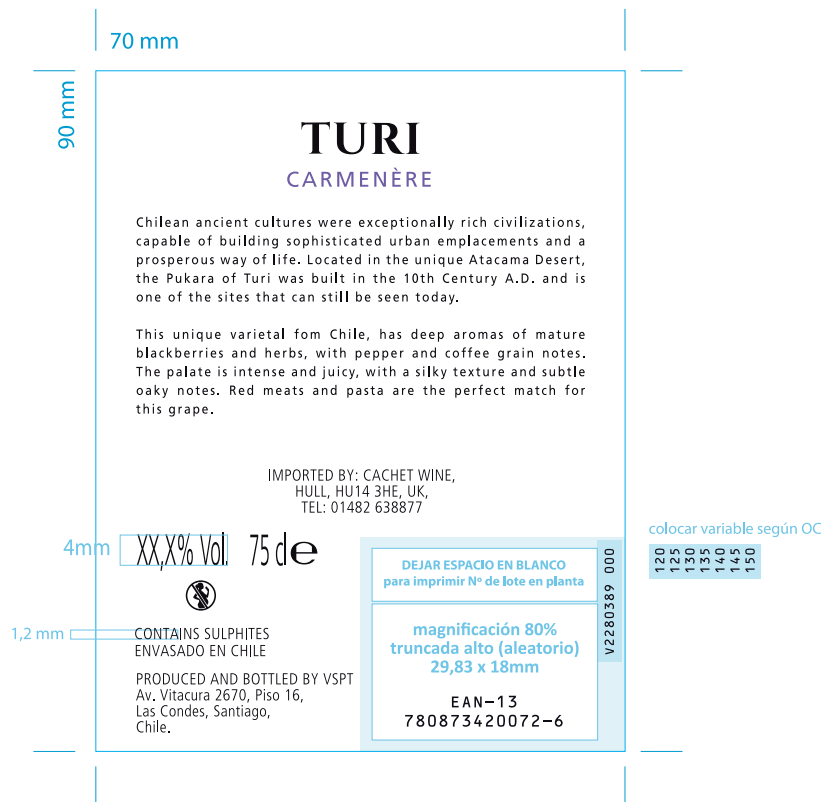 70 mm
90 mm
TURI
CARMENÈRE
Chilean ancient cultures were exceptionally rich civilizations,
capable of building sophisticated urban emplacements and a
prosperous way of life. Located in the unique Atacama Desert,
the Pukara of Turi was built in the 10th Century A.D. and is
one of the sites that can still be seen today.
This unique varietal fom Chile, has deep aromas of mature
blackberries and herbs, with pepper and coffee grain notes.
The palate is intense and juicy, with a silky texture and subtle
oaky notes. Red meats and pasta are the perfect match for
this grape.
IMPORTED BY: CACHET WINE,
HULL, HU14 3HE, UK,
TEL: 01482 638877
4mm
XX,X% Vol. 75 cl e
1,2 mm
CONTAINS SULPHITES
ENVASADO EN CHILE
PRODUCED AND BOTTLED BY VSPT
Av. Vitacura 2670, Piso 16,
Las Condes, Santiago,
Chile.
DEJAR ESPACIO EN BLANCO
para imprimir Nº de lote en planta
magnificación 80%
truncada alto (aleatorio)
29,83 x 18mm
EAN-13
780873420072-6
V2280389 000
colocar variable según OC
120
125
130
135
140
145
150